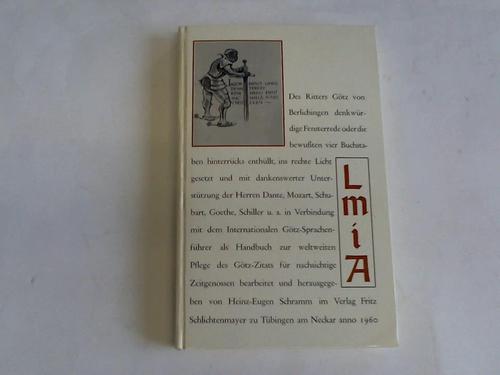 Des Ritters Götz von
Berlichingen denkwür-
dige Fensterrede oder die
bewußten vier Buchsta-
ben hinterrücks enthüllt, ins rechte Licht
gesetzt und mit dankenswerter Unter-
stützung der Herren Dante, Mozart, Schu-
bart, Goethe, Schiller u. a. in Verbindung
mit dem Internationalen Götz-Sprachen-
führer als Handbuch zur weltweiten
Pflege des Götz-Zitats für nachsichtige
Zeitgenossen bearbeitet und herausgege-
ben von Heinz-Eugen Schramm im Verlag Fritz
Schlichtenmayer zu Tübingen am Neckar anno 1960
L
m
i
A